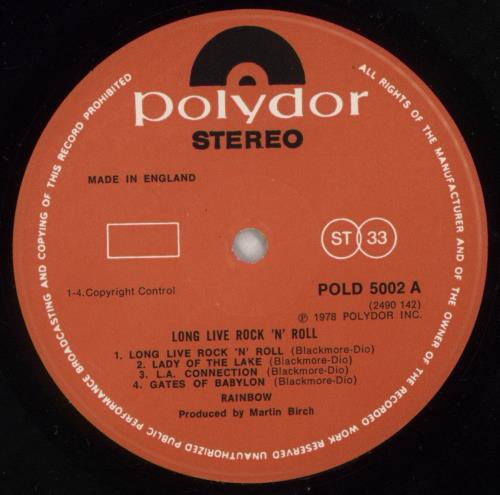 polydor
STEREO
MADE IN ENGLAND
ST 33
1-4.Copyright Control
POLD 5002 A
(2490 142)
℗ 1978 POLYDOR INC.
LONG LIVE ROCK 'N' ROLL
1. LONG LIVE ROCK 'N' ROLL (Blackmore-Dio)
2. LADY OF THE LAKE (Blackmore-Dio)
3. L.A. CONNECTION (Blackmore-Dio)
4. GATES OF BABYLON (Blackmore-Dio)
RAINBOW
Produced by Martin Birch
ALL RIGHTS OF THE MANUFACTURER AND OF THE OWNER OF THE RECORDED WORK RESERVED UNAUTHORIZED PUBLIC PERFORMANCE BROADCASTING AND COPYING OF THIS RECORD PROHIBITED